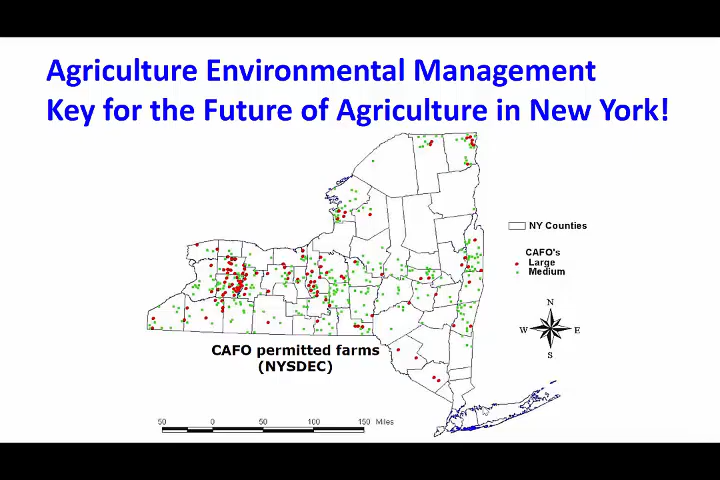 Agriculture Environmental Management
Key for the Future of Agriculture in New York!
NY Counties
CAFO's
Large
Medium
N
W E
S
CAFO permitted farms
(NYSDEC)
50 0 50 100 150 Miles